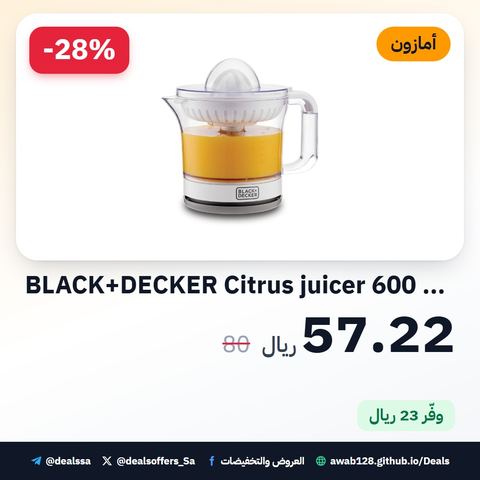 -28%
أمازون
BLACK+
DECKER
BLACK+DECKER Citrus juicer 600 ...
57.22 ريال 80
وفّر 23 ريال
@dealssa @dealsoffers_Sa العروض والتخفيضات awab128.github.io/Deals